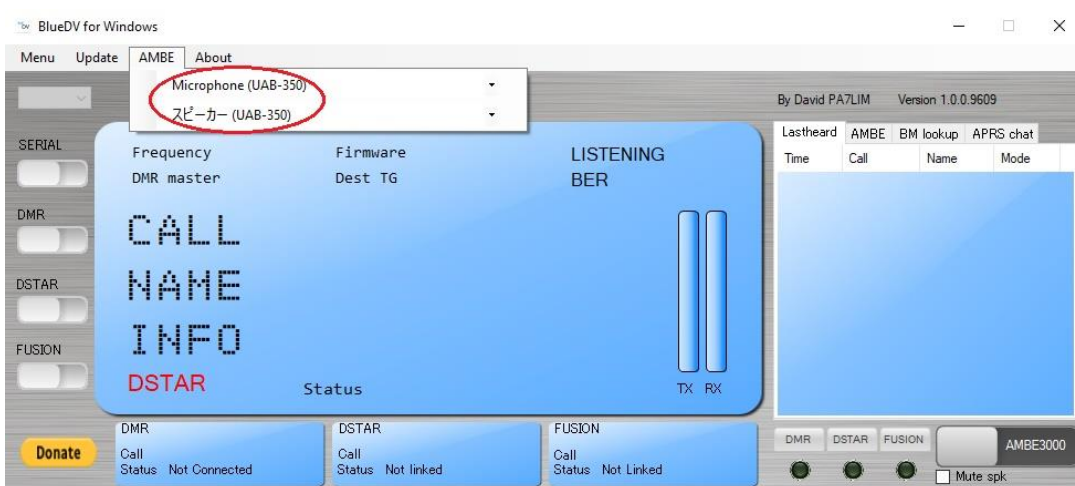 BlueDV for Windows
Menu Update AMBE About
Microphone (UAB-350)
スピーカー (UAB-350)
By David PA7LIM Version 1.0.0.9609
Lastheard AMBE BM lookup APRS chat
Time Call Name Mode
SERIAL
DMR
DSTAR
FUSION
Frequency Firmware LISTENING
DMR master Dest TG BER
CALL
NAME
INFO
DSTAR Status TX RX
Donate
DMR
Call
Status Not Connected
DSTAR
Call
Status Not linked
FUSION
Call
Status Not Linked
DMR DSTAR FUSION AMBE3000
Mute spk